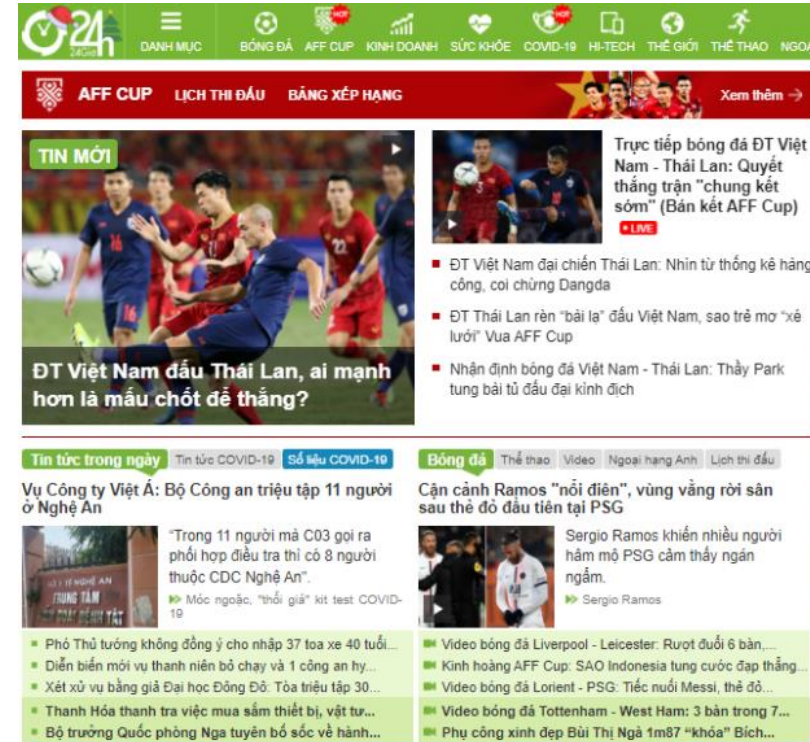 24h
24Giờ
DANH MỤC
BÓNG ĐÁ
AFF CUP
HOT
KINH DOANH
SỨC KHỎE
COVID-19
HOT
HI-TECH
THẾ GIỚI
THỂ THAO
NGOẠ
AFF CUP
LỊCH THI ĐẤU
BẢNG XẾP HẠNG
Xem thêm →
TIN MỚI
ĐT Việt Nam đấu Thái Lan, ai mạnh
hơn là mấu chốt để thắng?
Trực tiếp bóng đá ĐT Việt
Nam - Thái Lan: Quyết
thắng trận "chung kết
sớm" (Bán kết AFF Cup)
LIVE
ĐT Việt Nam đại chiến Thái Lan: Nhìn từ thống kê hàng
công, coi chừng Dangda
ĐT Thái Lan rèn "bài lạ" đấu Việt Nam, sao trẻ mơ "xé
lưới" Vua AFF Cup
Nhận định bóng đá Việt Nam - Thái Lan: Thầy Park
tung bài tủ đấu đại kình địch
Tin tức trong ngày
Tin tức COVID-19
Số liệu COVID-19
Vụ Công ty Việt Á: Bộ Công an triệu tập 11 người
ở Nghệ An
"Trong 11 người mà C03 gọi ra
phối hợp điều tra thì có 8 người
thuộc CDC Nghệ An".
Móc ngoặc, "thổi giá" kit test COVID-
19
SỞ Y TẾ NGHỆ AN
TRUNG TÂM
Phó Thủ tướng không đồng ý cho nhập 37 toa xe 40 tuổi...
Diễn biến mới vụ thanh niên bỏ chạy và 1 công an hy...
Xét xử vụ bằng giả Đại học Đông Đô: Tòa triệu tập 30...
Thanh Hóa thanh tra việc mua sắm thiết bị, vật tư...
Bộ trưởng Quốc phòng Nga tuyên bố sốc về hành...
Bóng đá
Thể thao
Video
Ngoại hạng Anh
Lịch thi đấu
Cận cảnh Ramos "nổi điên", vùng vằng rời sân
sau thẻ đỏ đầu tiên tại PSG
Sergio Ramos khiến nhiều người
hâm mộ PSG cảm thấy ngán
ngẩm.
Sergio Ramos
Video bóng đá Liverpool - Leicester: Rượt đuổi 6 bàn,...
Kinh hoàng AFF Cup: SAO Indonesia tung cước đạp thẳng...
Video bóng đá Lorient - PSG: Tiếc nuối Messi, thẻ đỏ...
Video bóng đá Tottenham - West Ham: 3 bàn trong 7...
Phụ công xinh đẹp Bùi Thị Ngà 1m87 "khóa" Bích...